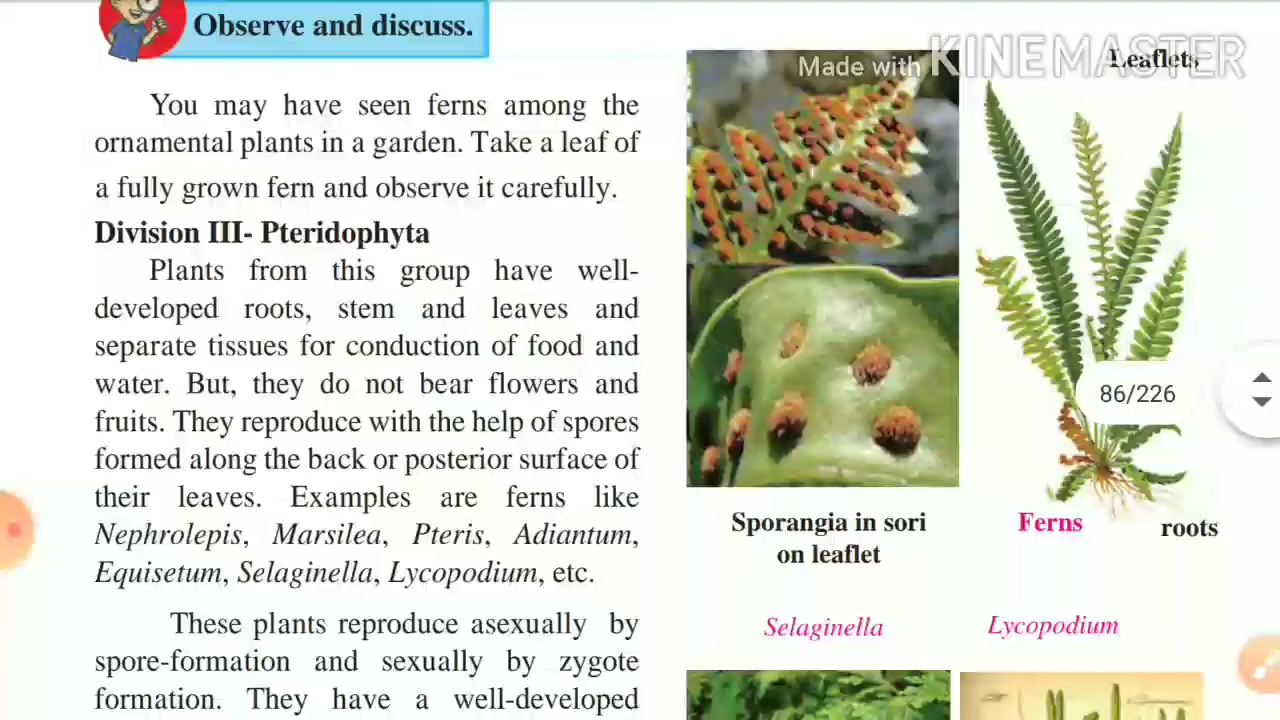 Observe and discuss.
You may have seen ferns among the
ornamental plants in a garden. Take a leaf of
a fully grown fern and observe it carefully.
Division III- Pteridophyta
Plants from this group have well-
developed roots, stem and leaves and
separate tissues for conduction of food and
water. But, they do not bear flowers and
fruits. They reproduce with the help of spores
formed along the back or posterior surface of
their leaves. Examples are ferns like
Nephrolepis, Marsilea, Pteris, Adiantum,
Equisetum, Selaginella, Lycopodium, etc.
These plants reproduce asexually by
spore-formation and sexually by zygote
formation. They have a well-developed
Made with KINEMASTER
Leaflets
86/226
Sporangia in sori
on leaflet
Ferns
roots
Selaginella
Lycopodium